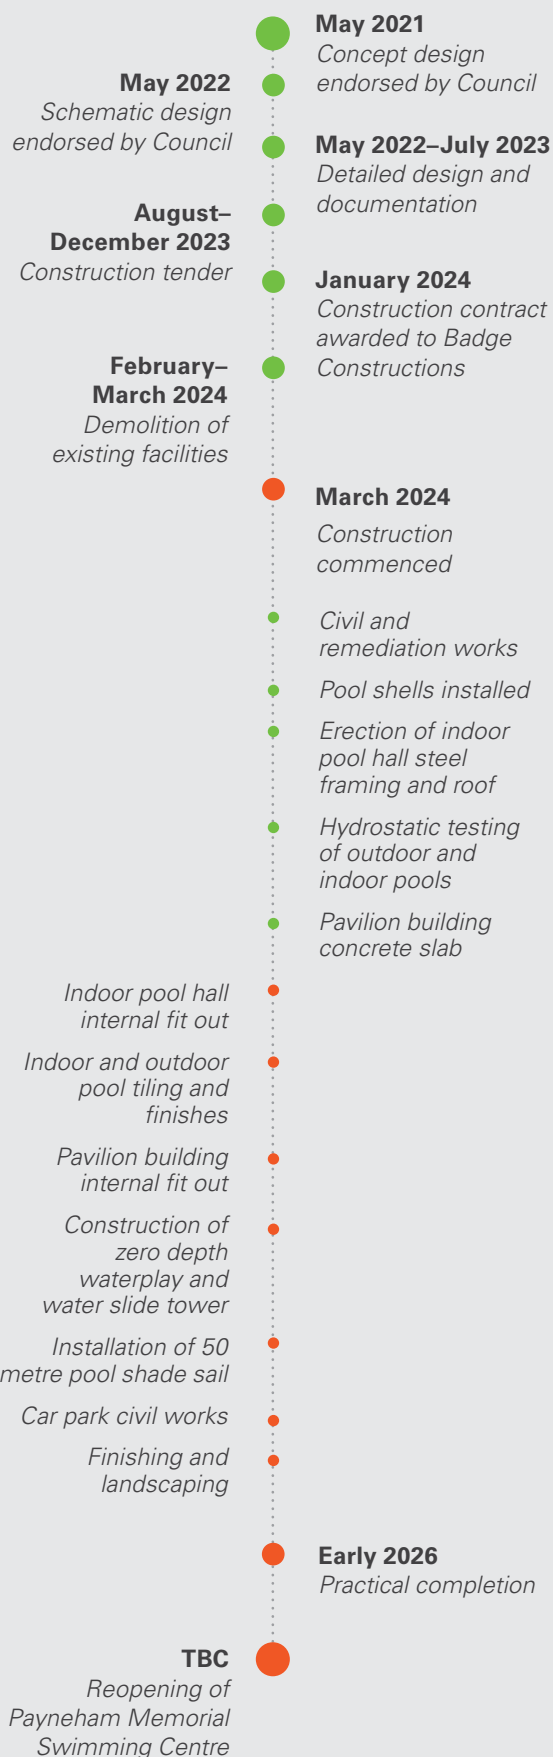 May 2021
Concept design
endorsed by Council
May 2022
Schematic design
endorsed by Council
May 2022–July 2023
Detailed design and
documentation
August–
December 2023
Construction tender
January 2024
Construction contract
awarded to Badge
Constructions
February–
March 2024
Demolition of
existing facilities
March 2024
Construction
commenced
Civil and
remediation works
Pool shells installed
Erection of indoor
pool hall steel
framing and roof
Hydrostatic testing
of outdoor and
indoor pools
Pavilion building
concrete slab
Indoor pool hall
internal fit out
Indoor and outdoor
pool tiling and
finishes
Pavilion building
internal fit out
Construction of
zero depth
waterplay and
water slide tower
Installation of 50
metre pool shade sail
Car park civil works
Finishing and
landscaping
Early 2026
Practical completion
TBC
Reopening of
Payneham Memorial
Swimming Centre